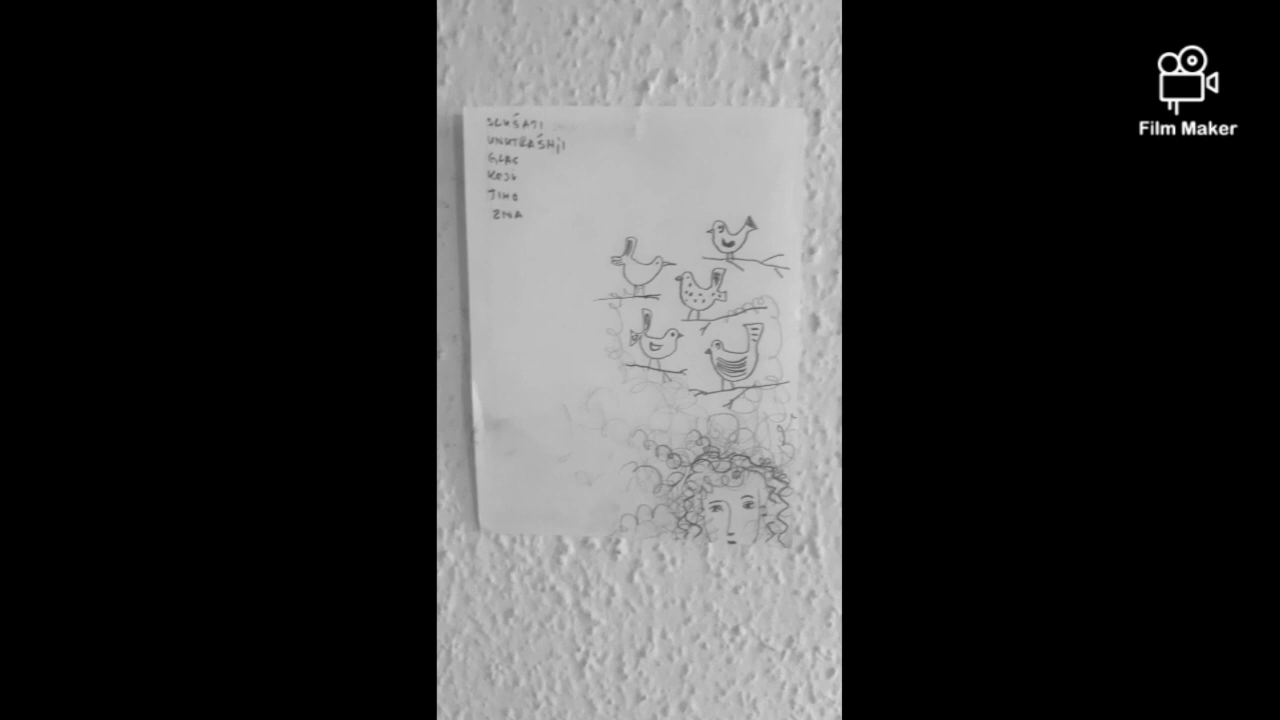 SLUŠATI
UNUTRAŠNJI
GLAS
KOJI
TIHO
ZNA
Film Maker